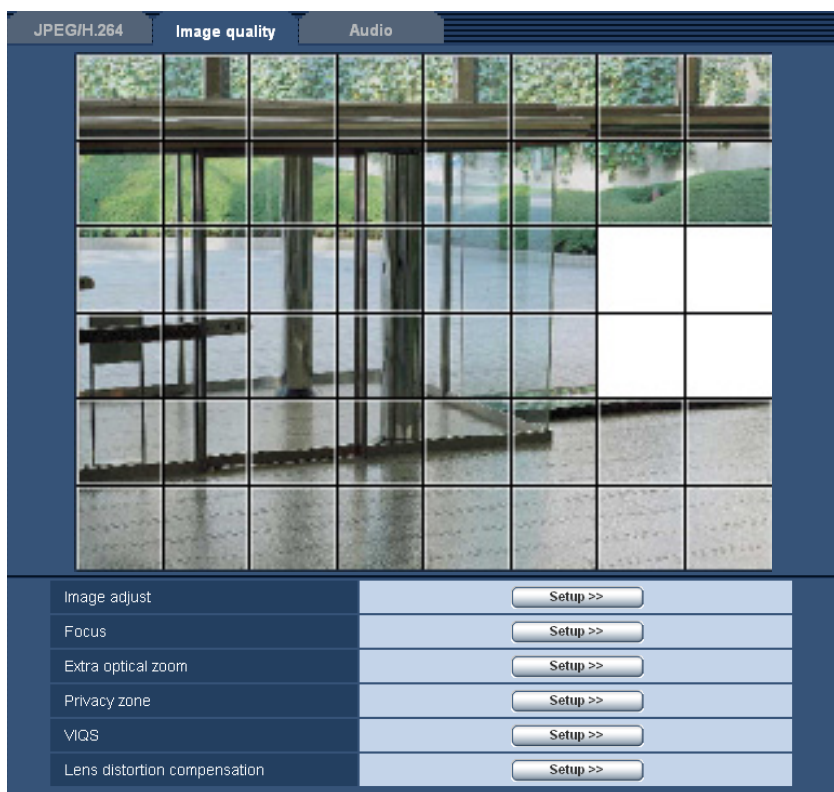 JPEG/H.264 Image quality Audio
Image adjust Setup >>
Focus Setup >>
Extra optical zoom Setup >>
Privacy zone Setup >>
VIQS Setup >>
Lens distortion compensation Setup >>